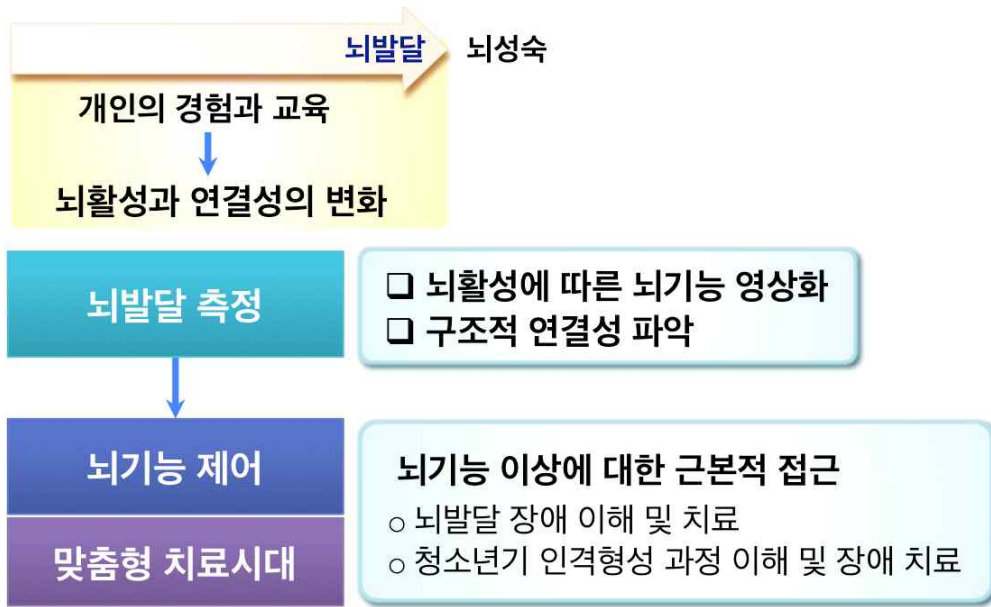 뇌발달 뇌성숙
개인의 경험과 교육
뇌활성과 연결성의 변화
뇌발달 측정
❑ 뇌활성에 따른 뇌기능 영상화
❑ 구조적 연결성 파악
뇌기능 제어
맞춤형 치료시대
뇌기능 이상에 대한 근본적 접근
○ 뇌발달 장애 이해 및 치료
○ 청소년기 인격형성 과정 이해 및 장애 치료